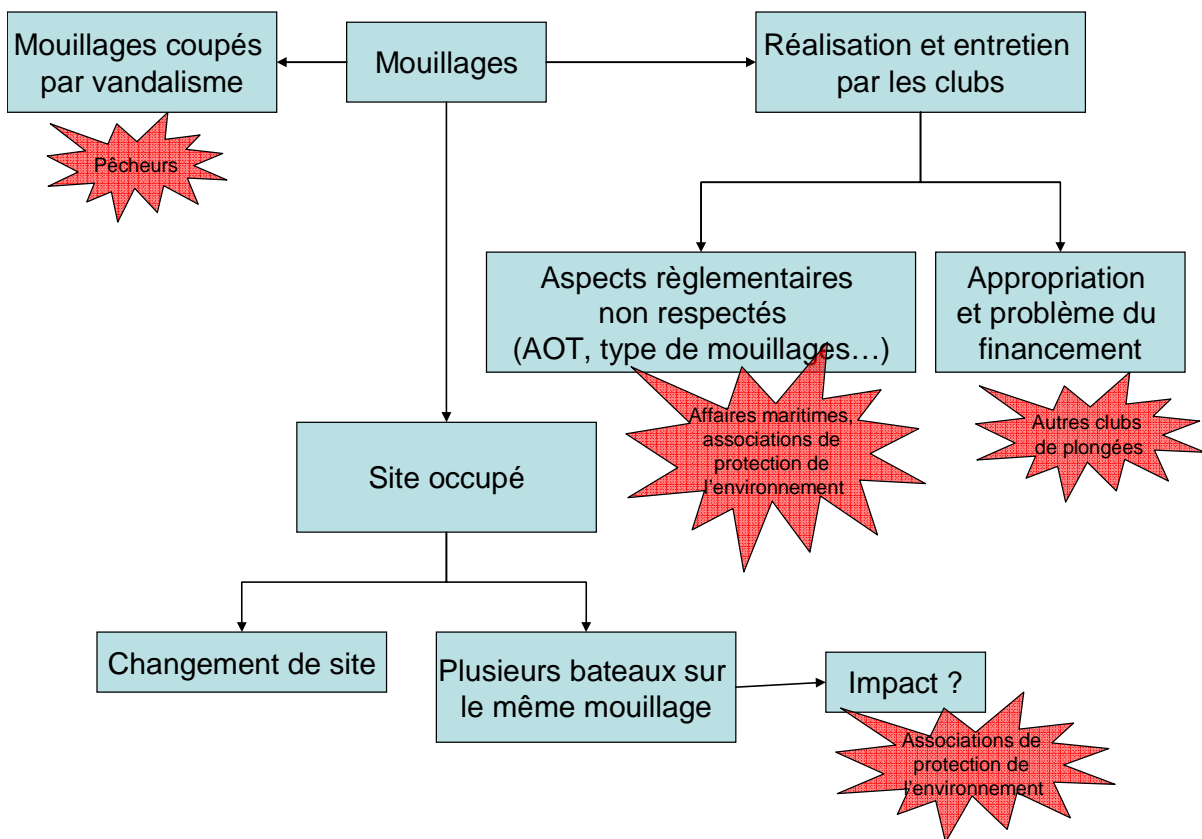 Mouillages coupés
par vandalisme
Mouillages
Réalisation et entretien
par les clubs
Pêcheurs
Aspects règlementaires
non respectés
(AOT, type de mouillages…)
Appropriation
et problème du
financement
Affaires maritimes,
associations de
protection de
l’environnement
Autres clubs
de plongées
Site occupé
Changement de site
Plusieurs bateaux sur
le même mouillage
Impact ?
Associations de
protection de
l’environnement